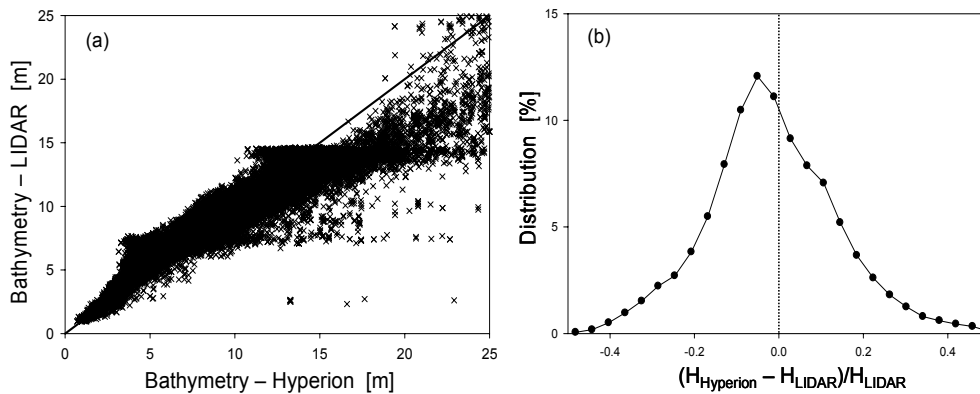 (a)
Bathymetry – LIDAR [m]
25
20
15
10
5
0
0 5 10 15 20 25
Bathymetry – Hyperion [m]
(b)
Distribution [%]
15
10
5
0
-0.4 -0.2 0.0 0.2 0.4
(H_Hyperion – H_LIDAR)/H_LIDAR